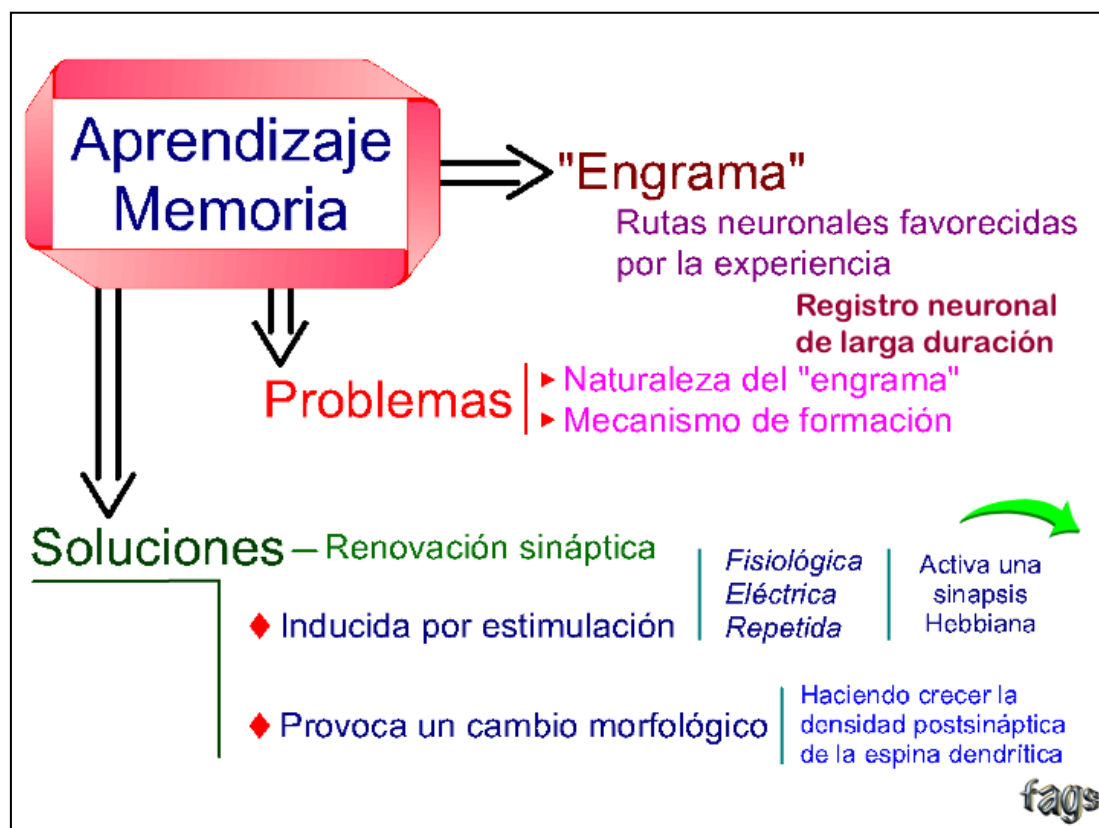 Aprendizaje
Memoria
"Engrama"
Rutas neuronales favorecidas
por la experiencia
Registro neuronal
de larga duración
Problemas
Naturaleza del "engrama"
Mecanismo de formación
Soluciones – Renovación sináptica
Inducida por estimulación
Fisiológica
Eléctrica
Repetida
Activa una
sinapsis
Hebbiana
Provoca un cambio morfológico
Haciendo crecer la
densidad postsináptica
de la espina dendrítica
fags